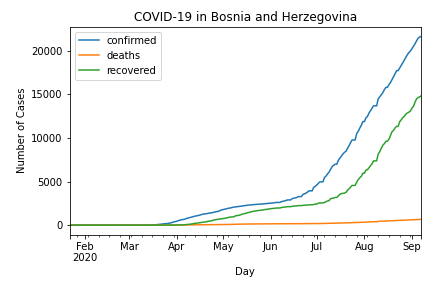 COVID-19 in Bosnia and Herzegovina
confirmed
deaths
recovered
Number of Cases
20000
15000
10000
5000
0
Feb Mar Apr May Jun Jul Aug Sep
2020
Day